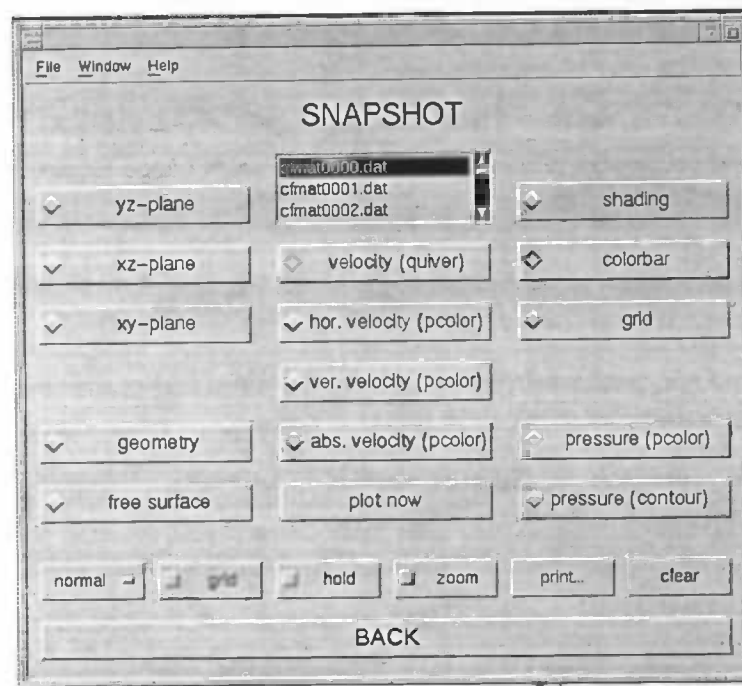 File Window Help
SNAPSHOT
cfmat0000.dat
cfmat0001.dat
cfmat0002.dat
yz-plane
shading
xz-plane
velocity (quiver)
colorbar
xy-plane
hor. velocity (pcolor)
grid
ver. velocity (pcolor)
geometry
abs. velocity (pcolor)
pressure (pcolor)
free surface
plot now
pressure (contour)
normal
grid
hold
zoom
print...
clear
BACK